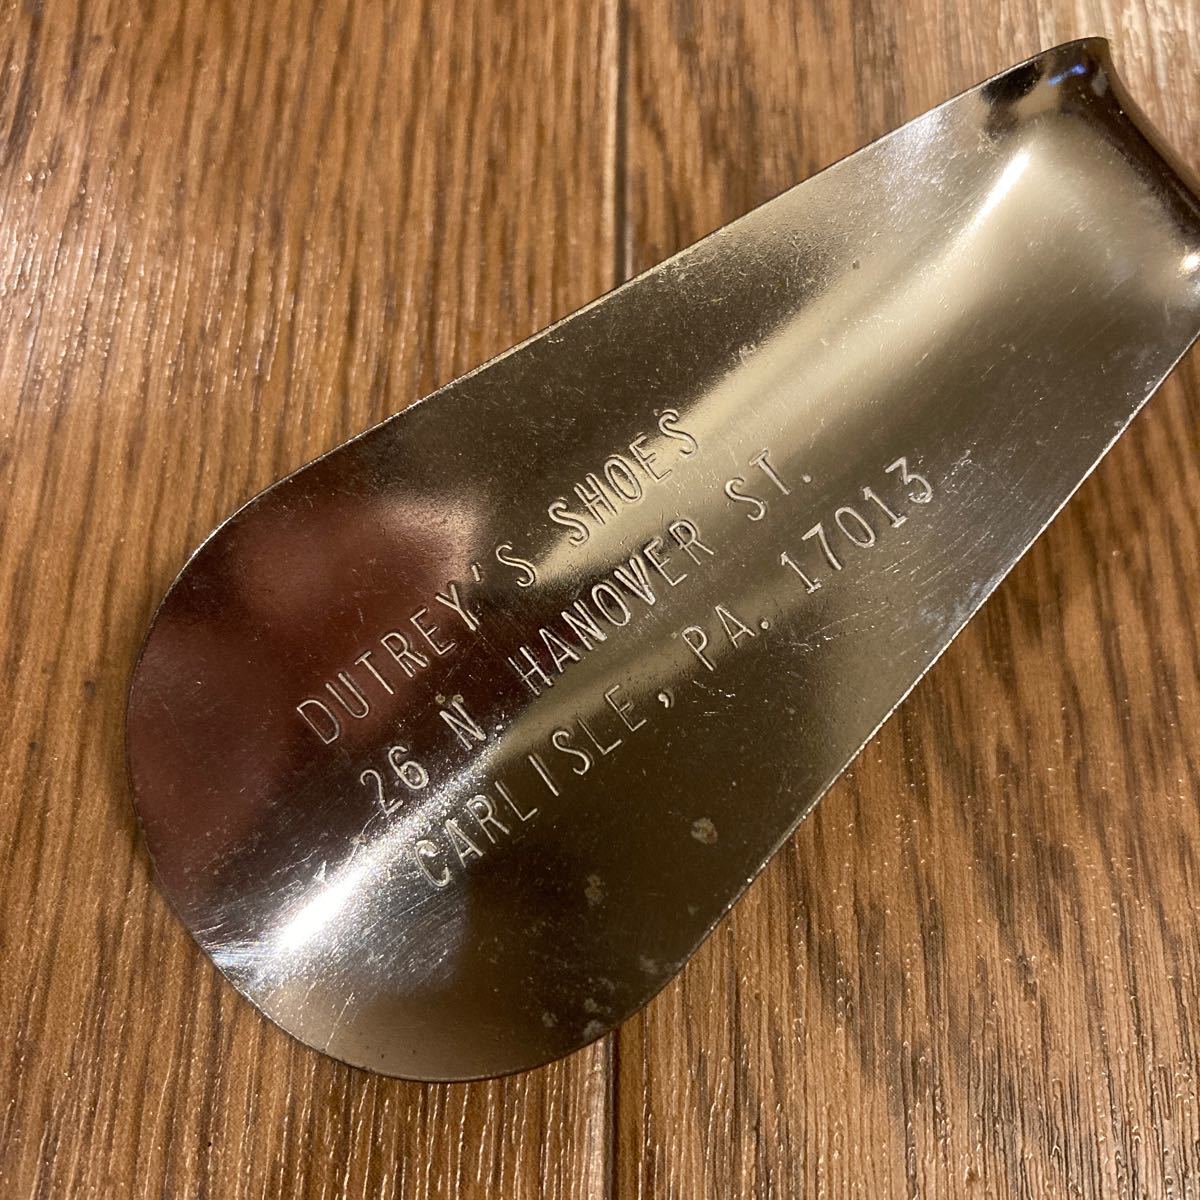 DUTREY'S SHOES
26 N. HANOVER ST.
CARLISLE, PA. 17013